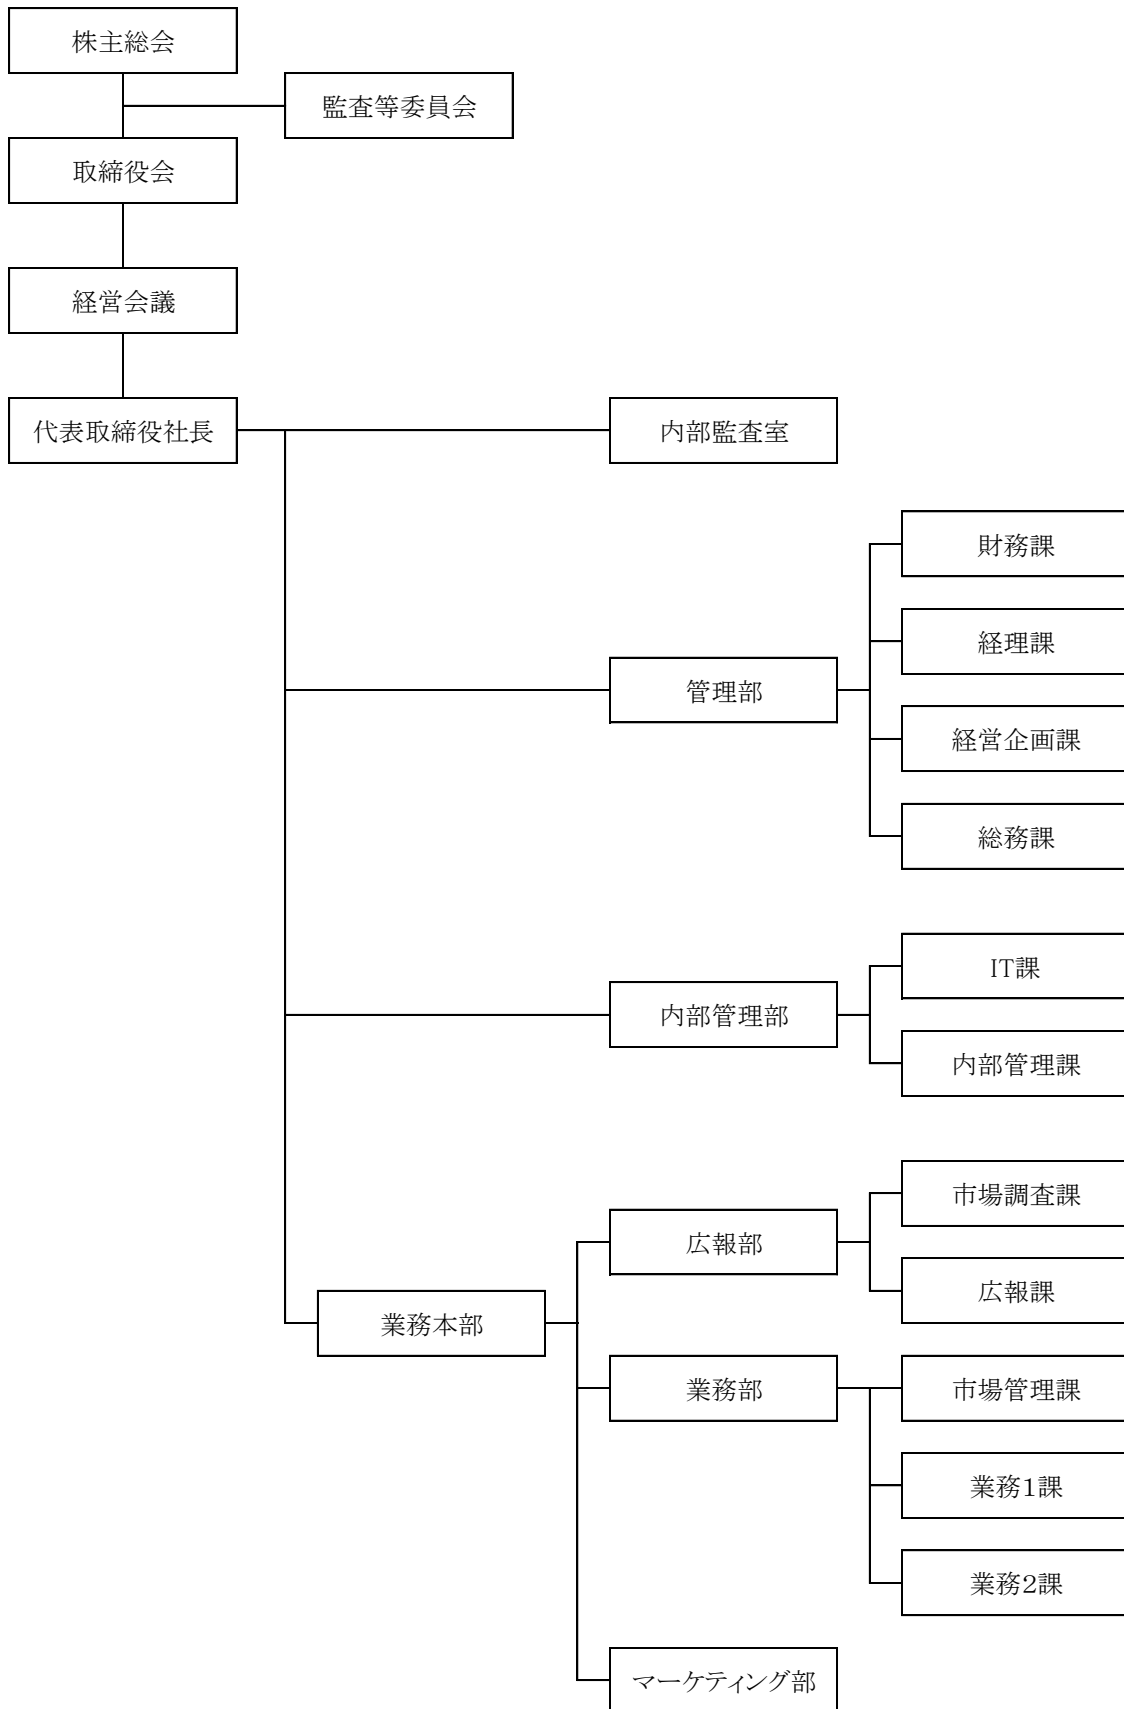 株主総会
監査等委員会
取締役会
経営会議
代表取締役社長
内部監査室
財務課
経理課
管理部
経営企画課
総務課
IT課
内部管理部
内部管理課
市場調査課
広報部
広報課
業務本部
業務部
市場管理課
業務1課
業務2課
マーケティング部